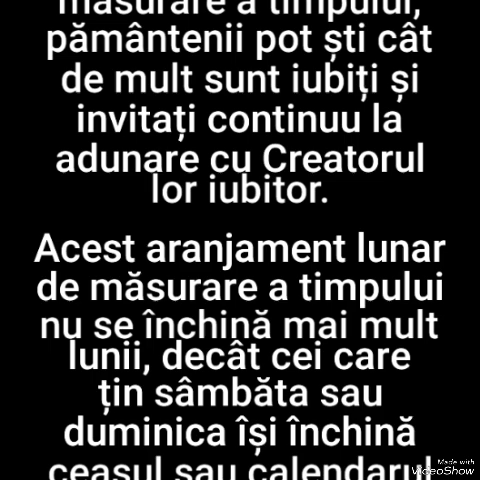 măsurare a timpului,
pământenii pot ști cât
de mult sunt iubiți și
invitați continuu la
adunare cu Creatorul
lor iubitor.
Acest aranjament lunar
de măsurare a timpului
nu se închină mai mult
lunii, decât cei care
țin sâmbăta sau
duminica își închină
ceasul sau calendarul
Made with
VideoShow